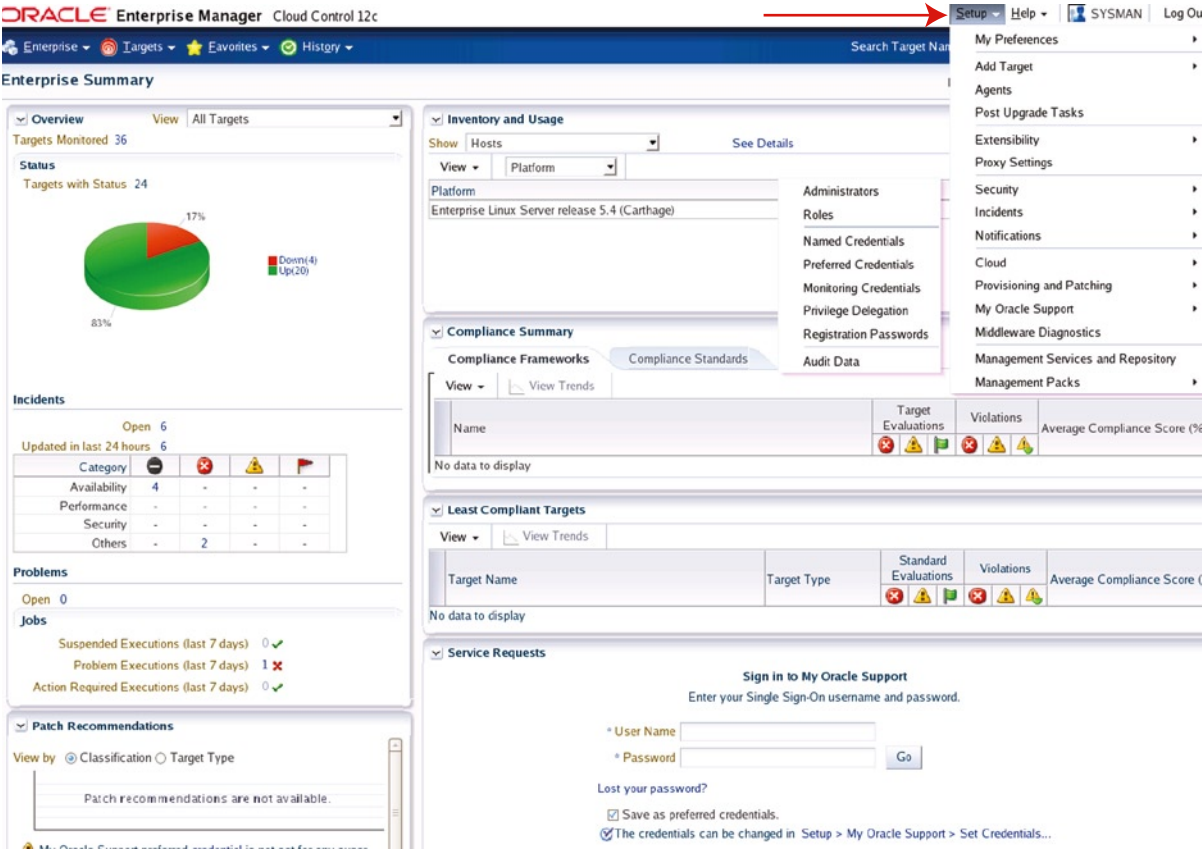 ORACLE Enterprise Manager Cloud Control 12c
Setup Help SYSMAN Log Ou
Enterprise Targets Favorites History
Search Target Nam
Enterprise Summary
Overview View All Targets
Targets Monitored 36
Status
Targets with Status 24
17%
83%
Down(4)
Up(20)
Incidents
Open 6
Updated in last 24 hours 6
Category
Availability 4 - - -
Performance - - - -
Security - - - -
Others - 2 - -
Problems
Open 0
Jobs
Suspended Executions (last 7 days) 0
Problem Executions (last 7 days) 1
Action Required Executions (last 7 days) 0
Patch Recommendations
View by Classification Target Type
Patch recommendations are not available.
Inventory and Usage
Show Hosts See Details
View Platform
Platform
Enterprise Linux Server release 5.4 (Carthage)
Compliance Summary
Compliance Frameworks Compliance Standards
View View Trends
Name Target Evaluations Violations Average Compliance Score (%
No data to display
Least Compliant Targets
View View Trends
Target Name Target Type Standard Evaluations Violations Average Compliance Score (
No data to display
Service Requests
Sign in to My Oracle Support
Enter your Single Sign-On username and password.
* User Name
* Password Go
Lost your password?
Save as preferred credentials.
The credentials can be changed in Setup > My Oracle Support > Set Credentials...
Administrators
Roles
Named Credentials
Preferred Credentials
Monitoring Credentials
Privilege Delegation
Registration Passwords
Audit Data
My Preferences
Add Target
Agents
Post Upgrade Tasks
Extensibility
Proxy Settings
Security
Incidents
Notifications
Cloud
Provisioning and Patching
My Oracle Support
Middleware Diagnostics
Management Services and Repository
Management Packs